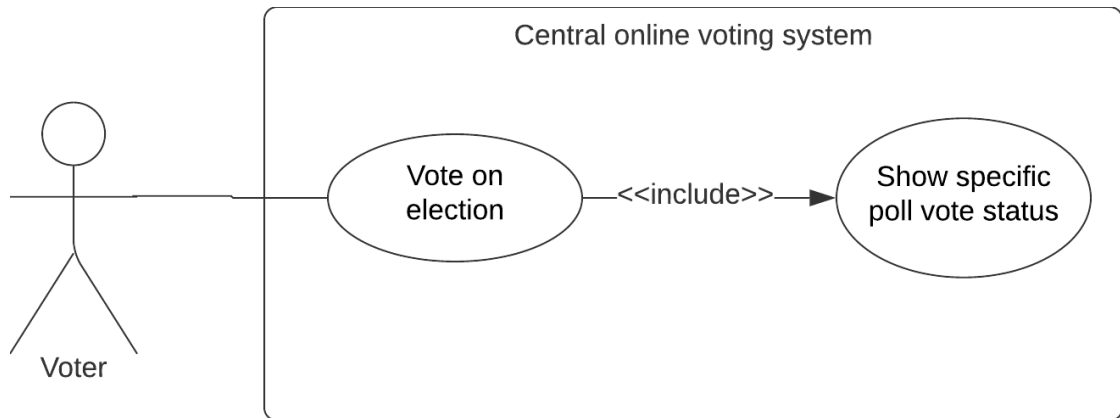 Central online voting system
Vote on
election
<<include>>
Show specific
poll vote status
Voter